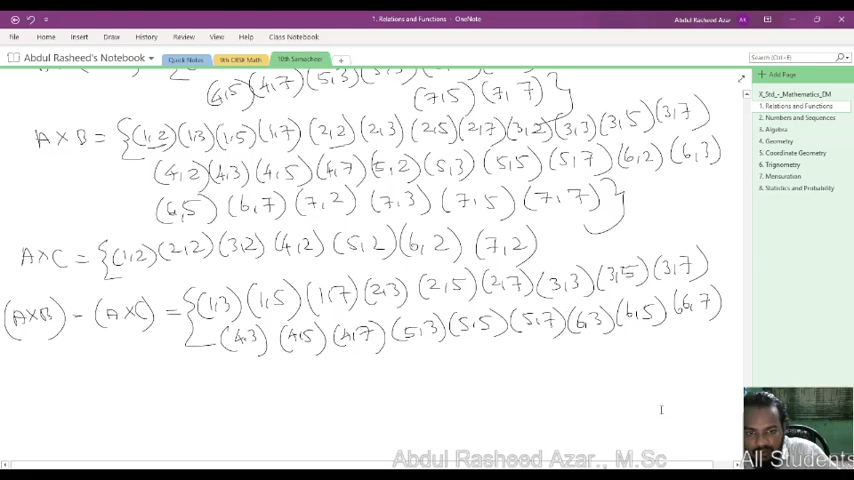 1. Relations and Functions - OneNote
Abdul Rasheed Azar AR
File Home Insert Draw History Review View Help Class Notebook
Abdul Rasheed's Notebook Quick Notes 9th CBSE Math 10th Samacheer + Search (Ctrl+E)
Add Page
X_Std_-_Mathematics_EM
1. Relations and Functions
2. Numbers and Sequences
3. Algebra
4. Geometry
5. Coordinate Geometry
6. Trignometry
7. Mensuration
8. Statistics and Probability
(4,5)(4,7)(5,3)
(7,5)(7,7)}
A×B = {(1,2)(1,3)(1,5)(1,7)(2,2)(2,3)(2,5)(2,7)(3,2)(3,3)(3,5)(3,7)
(4,2)(4,3)(4,5)(4,7)(5,2)(5,3)(5,5)(5,7)(6,2)(6,3)
(6,5)(6,7)(7,2)(7,3)(7,5)(7,7)}
A×C = {(1,2)(2,2)(3,2)(4,2)(5,2)(6,2)(7,2)
(A×B) - (A×C) = {(1,3)(1,5)(1,7)(2,3)(2,5)(2,7)(3,3)(3,5)(3,7)
(4,3)(4,5)(4,7)(5,3)(5,5)(5,7)(6,3)(6,5)(6,7)
Abdul Rasheed Azar., M.Sc
All Students